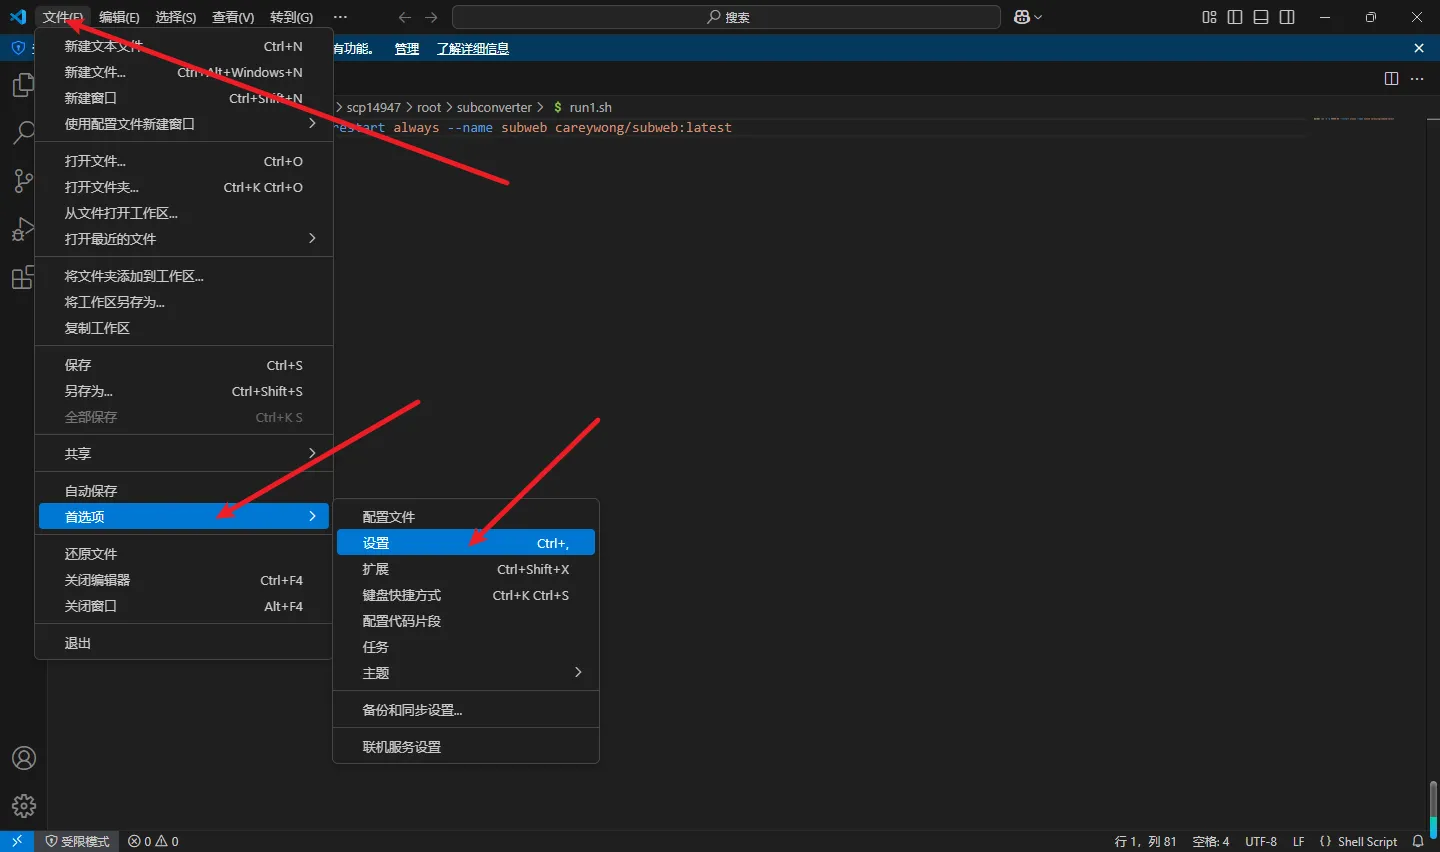 文件(F) 编辑(E) 选择(S) 查看(V) 转到(G) ··· 搜索
有功能。 管理 了解详细信息
scp14947 > root > subconverter > $ run1.sh
restart always --name subweb careywong/subweb:latest
新建文本文件 Ctrl+N
新建文件... Ctrl+Alt+Windows+N
新建窗口 Ctrl+Shift+N
使用配置文件新建窗口
打开文件... Ctrl+O
打开文件夹... Ctrl+K Ctrl+O
从文件打开工作区...
打开最近的文件
将文件夹添加到工作区...
将工作区另存为...
复制工作区
保存 Ctrl+S
另存为... Ctrl+Shift+S
全部保存 Ctrl+K S
共享
自动保存
首选项
还原文件
关闭编辑器 Ctrl+F4
关闭窗口 Alt+F4
退出
配置文件
设置 Ctrl+,
扩展 Ctrl+Shift+X
键盘快捷方式 Ctrl+K Ctrl+S
配置代码片段
任务
主题
备份和同步设置...
联机服务设置
受限模式 0 0 行 1，列 81 空格: 4 UTF-8 LF {} Shell Script